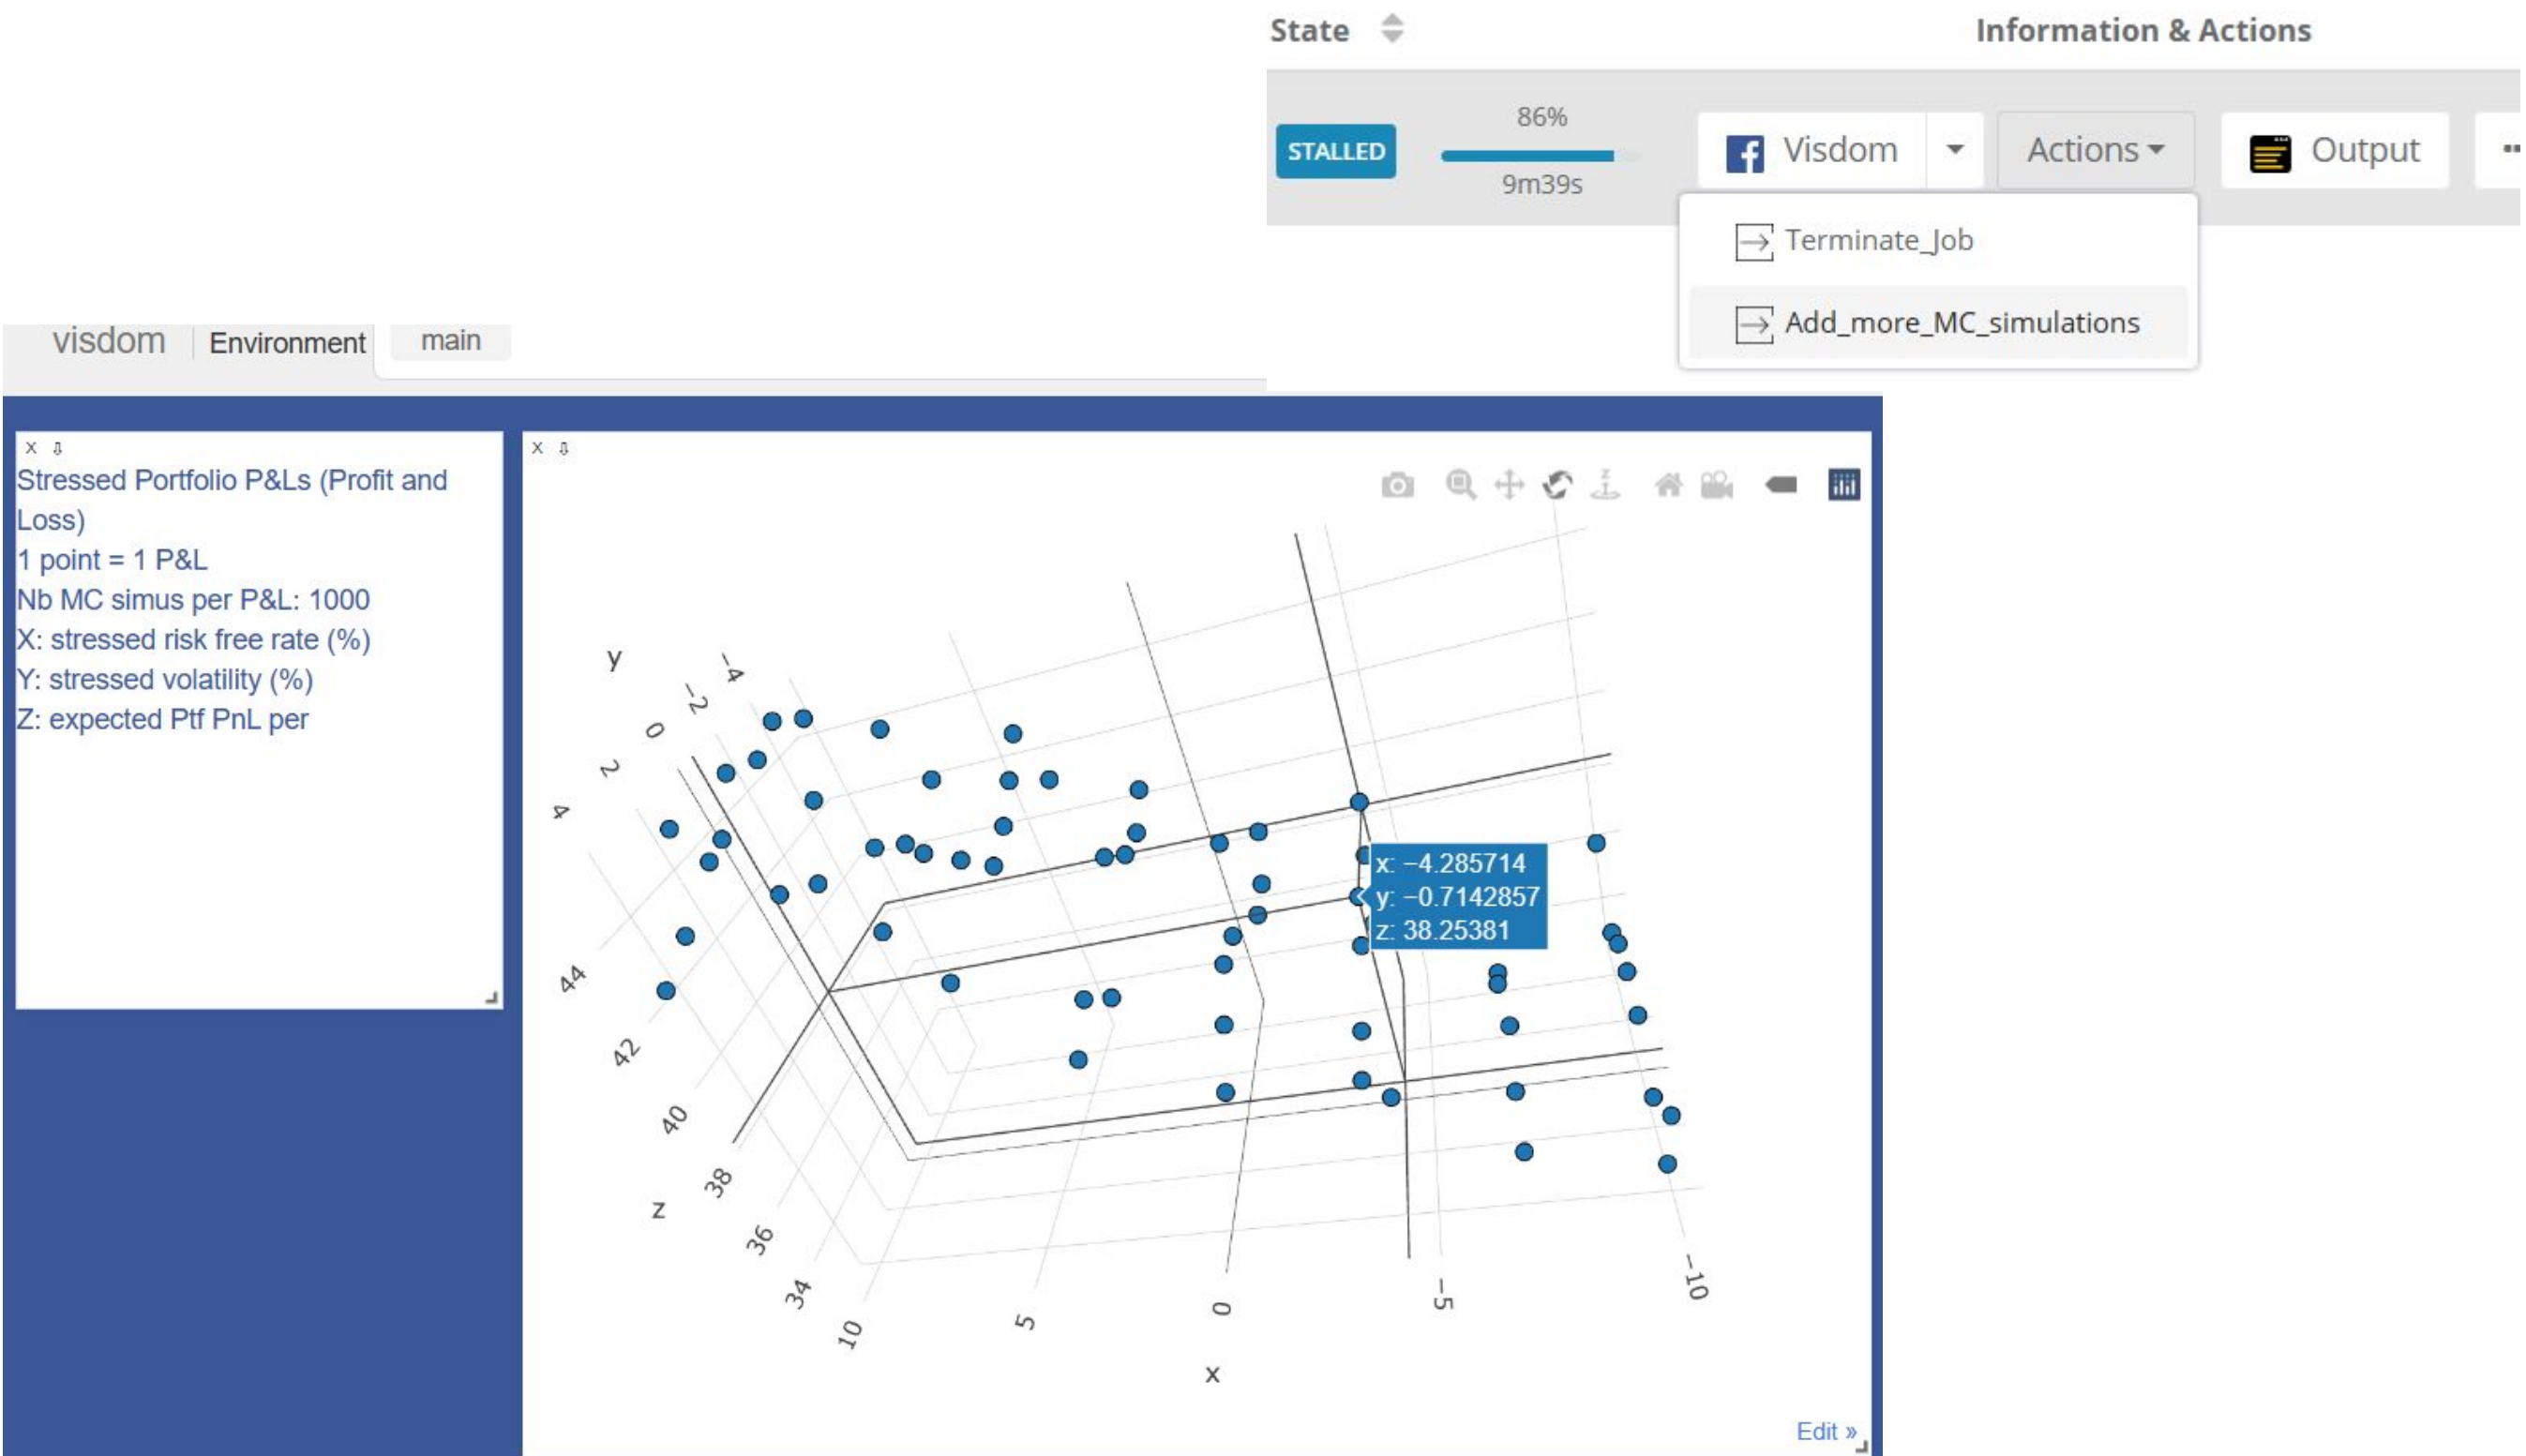 State
Information & Actions
STALLED
86%
9m39s
Visdom
Actions
Output
Terminate_Job
Add_more_MC_simulations
visdom
Environment
main
X
Stressed Portfolio P&Ls (Profit and
Loss)
1 point = 1 P&L
Nb MC simus per P&L: 1000
X: stressed risk free rate (%)
Y: stressed volatility (%)
Z: expected Ptf PnL per
X
z
y
−4
−2
0
2
4
x: −4.285714
y: −0.7142857
z: 38.25381
44
42
40
38
36
34
z
10
5
0
−5
−10
x
Edit »